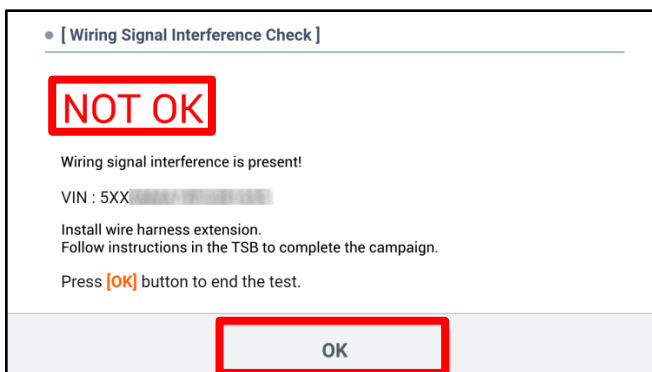 [ Wiring Signal Interference Check ]
NOT OK
Wiring signal interference is present!
VIN : 5XX
Install wire harness extension.
Follow instructions in the TSB to complete the campaign.
Press [OK] button to end the test.
OK